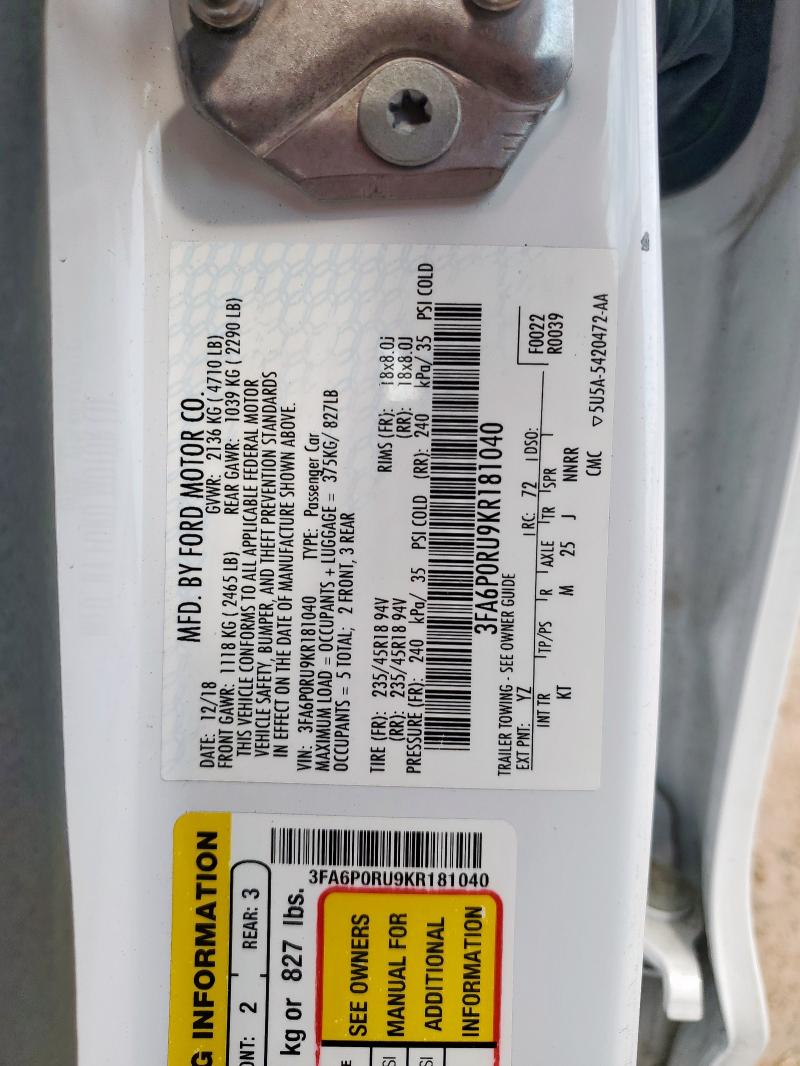 MFD. BY FORD MOTOR CO.
DATE: 12/18 GVWR: 2136 KG ( 4710 LB)
FRONT GAWR: 1118 KG ( 2465 LB) REAR GAWR: 1039 KG ( 2290 LB)
THIS VEHICLE CONFORMS TO ALL APPLICABLE FEDERAL MOTOR
VEHICLE SAFETY, BUMPER, AND THEFT PREVENTION STANDARDS
IN EFFECT ON THE DATE OF MANUFACTURE SHOWN ABOVE.
VIN: 3FA6P0RU9KR181040 TYPE: Passenger Car
MAXIMUM LOAD = OCCUPANTS + LUGGAGE = 375KG/ 827LB
OCCUPANTS = 5 TOTAL; 2 FRONT, 3 REAR
TIRE (FR): 235/45R18 94V RIMS (FR): 18x8.0J
(RR): 235/45R18 94V (RR): 18x8.0J
PRESSURE (FR): 240 kPa/ 35 PSI COLD (RR): 240 kPa/ 35 PSI COLD
3FA6P0RU9KR181040
TRAILER TOWING - SEE OWNER GUIDE
EXT PNT: YZ RC: 72 DSO: F0022
R0039
INT TR TP/PS R AXLE TR SPR
KT M 25 J NNRR
CMC ▽5U5A-5420472-AA
G INFORMATION
ONT: 2 REAR: 3
kg or 827 lbs.
3FA6P0RU9KR181040
SEE OWNERS
MANUAL FOR
ADDITIONAL
INFORMATION